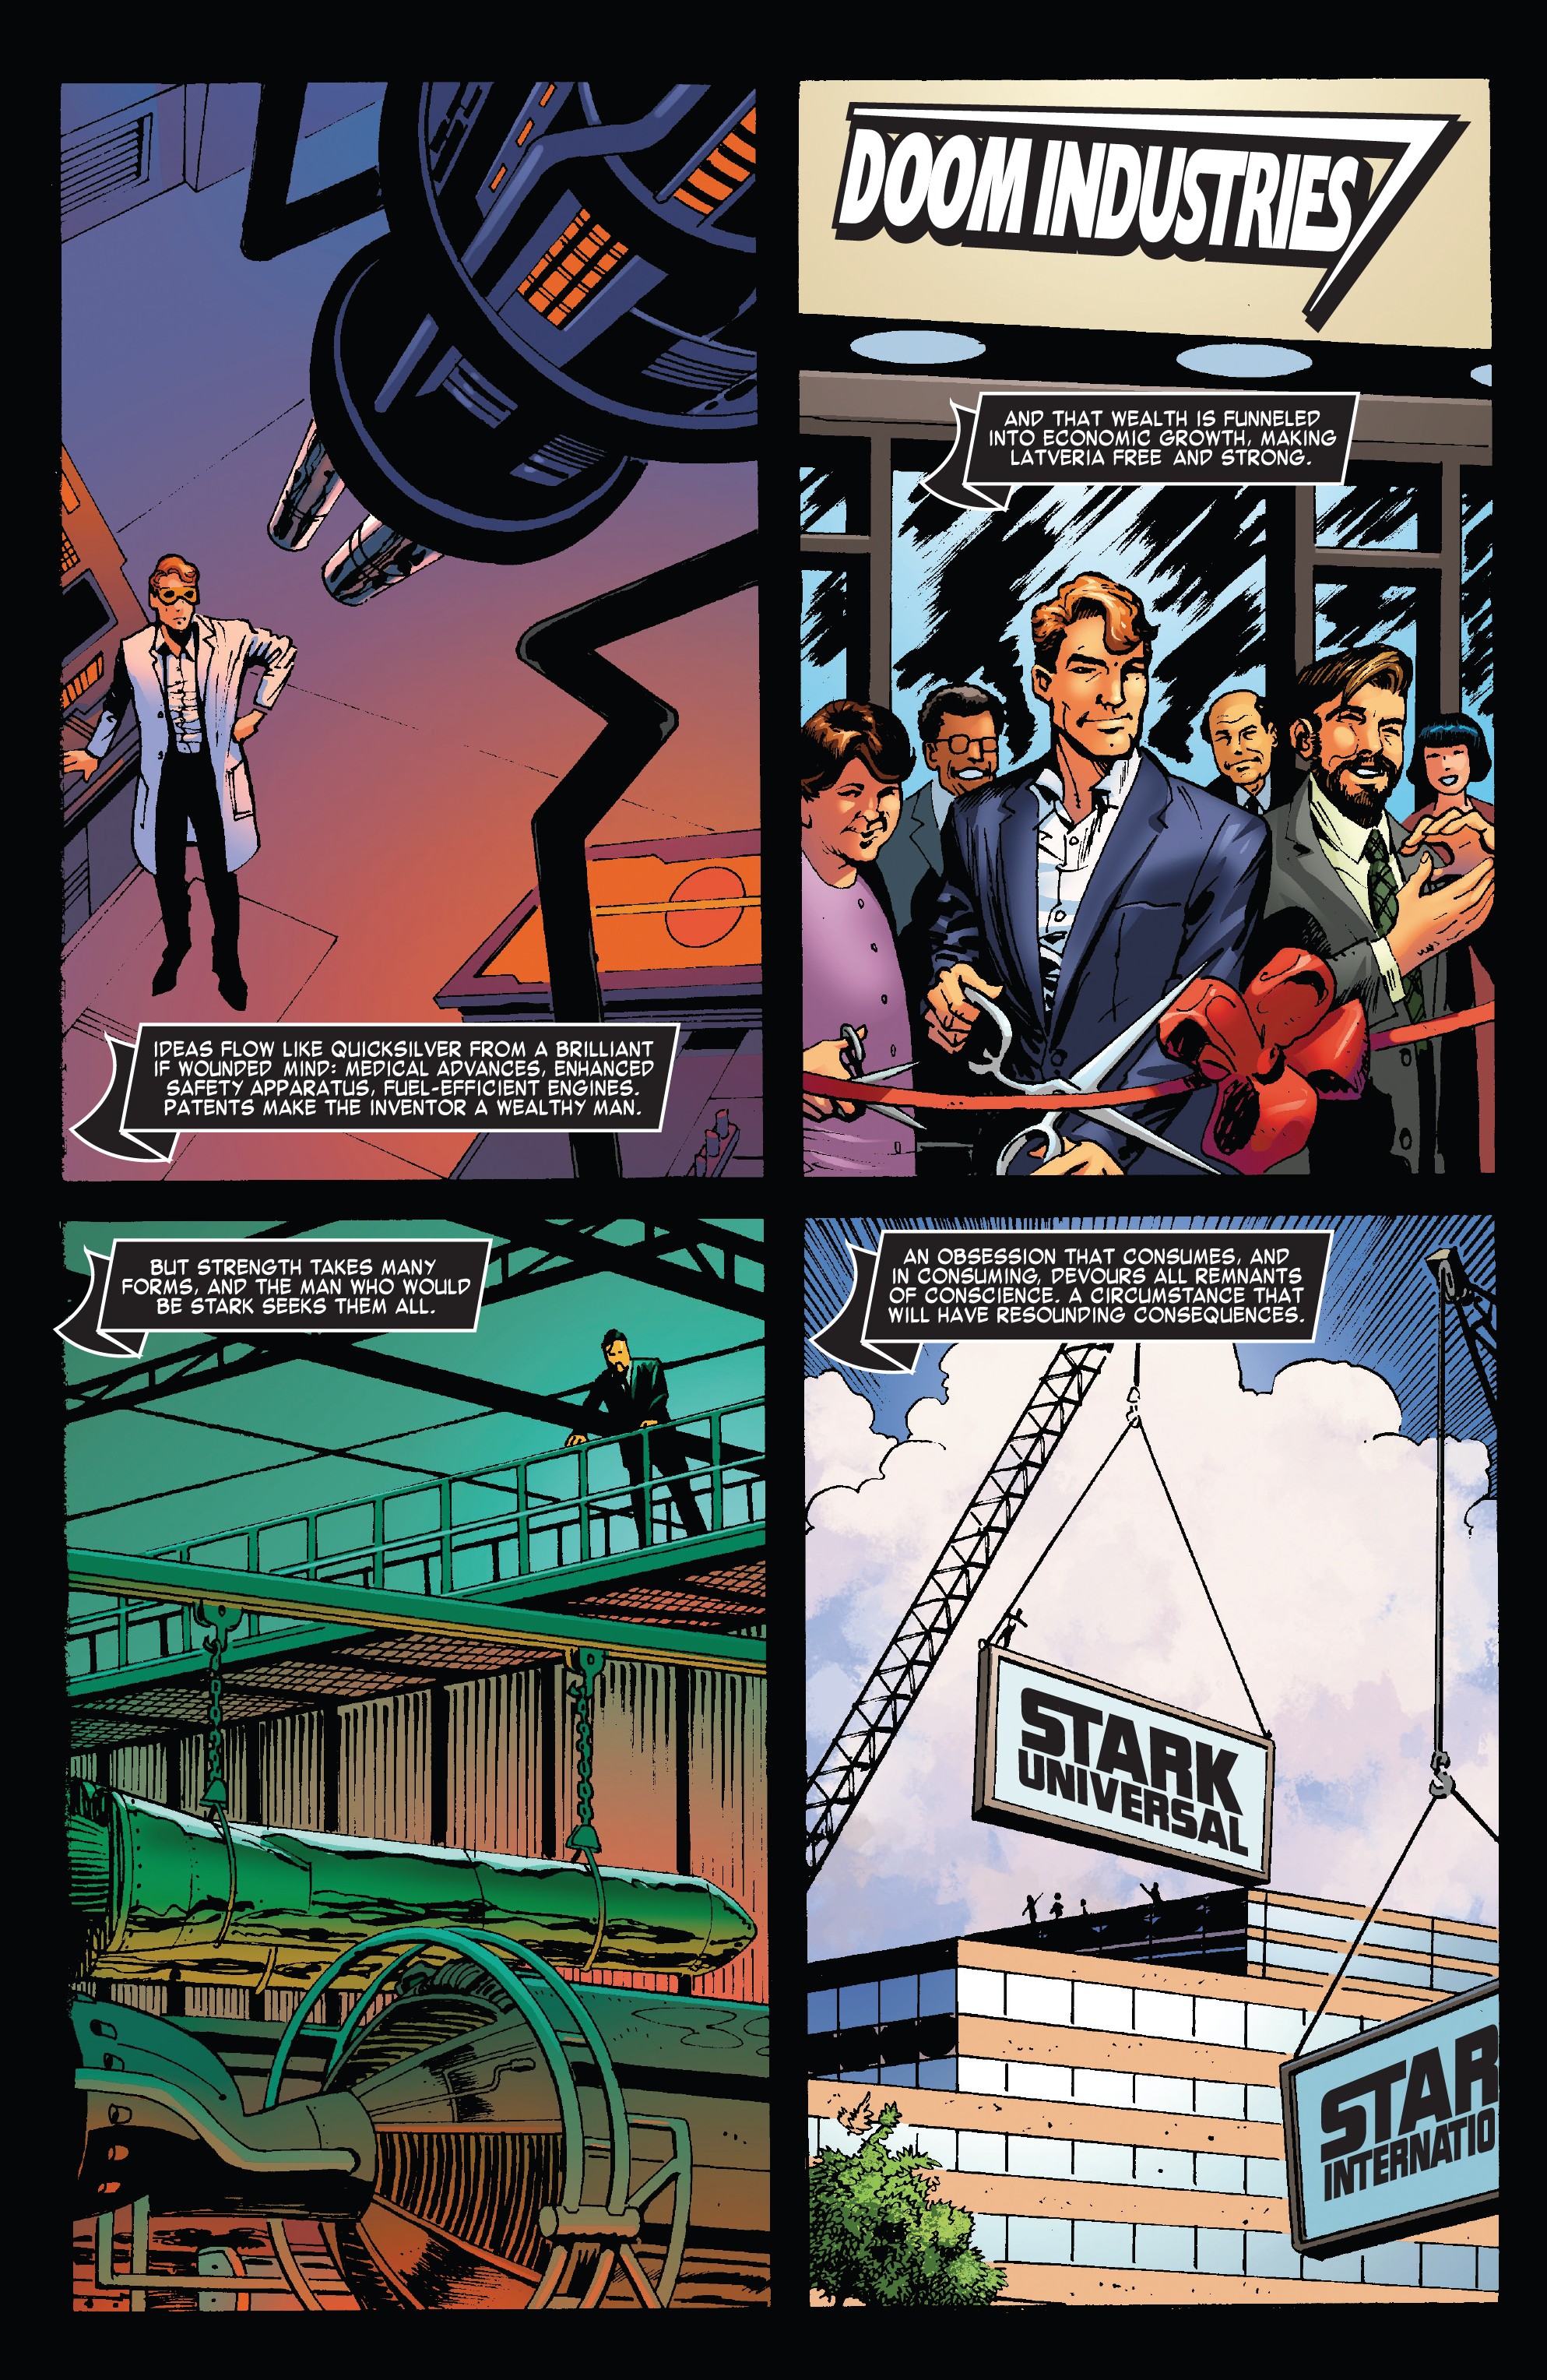 IDEAS FLOW LIKE QUICKSILVER FROM A BRILLIANT
IF WOUNDED MIND: MEDICAL ADVANCES, ENHANCED
SAFETY APPARATUS, FUEL-EFFICIENT ENGINES.
PATENTS MAKE THE INVENTOR A WEALTHY MAN.
DOOM INDUSTRIES
AND THAT WEALTH IS FUNNELED
INTO ECONOMIC GROWTH, MAKING
LATVERIA FREE AND STRONG.
BUT STRENGTH TAKES MANY
FORMS, AND THE MAN WHO WOULD
BE STARK SEEKS THEM ALL.
AN OBSESSION THAT CONSUMES, AND
IN CONSUMING, DEVOURS ALL REMNANTS
OF CONSCIENCE. A CIRCUMSTANCE THAT
WILL HAVE RESOUNDING CONSEQUENCES.
STARK
UNIVERSAL
STAR
INTERNATIO